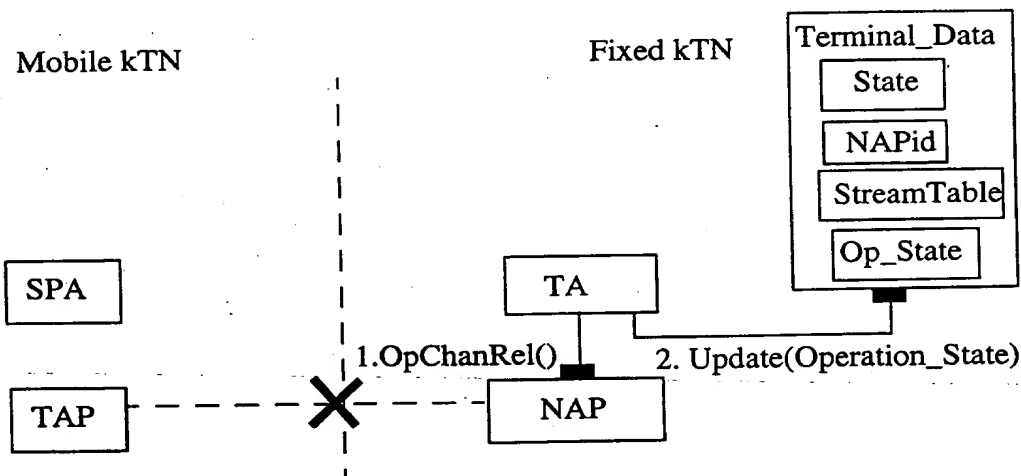 Mobile kTN
Fixed kTN
Terminal_Data
State
NAPid
StreamTable
Op_State
SPA
TA
1.OpChanRel()
2. Update(Operation_State)
TAP
NAP